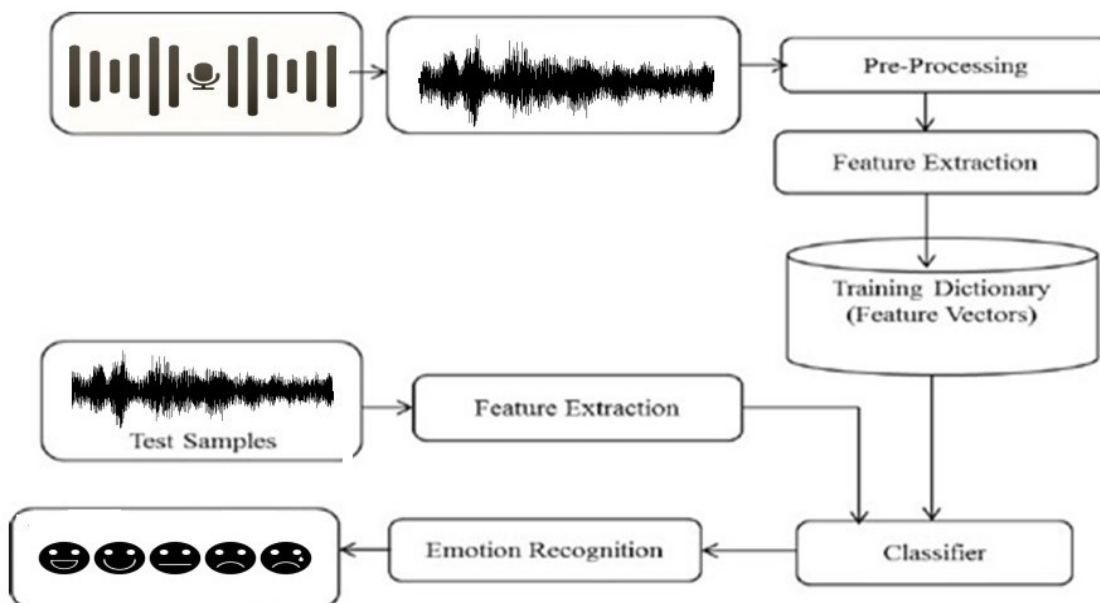 Pre-Processing
Feature Extraction
Training Dictionary
(Feature Vectors)
Test Samples
Feature Extraction
Emotion Recognition
Classifier